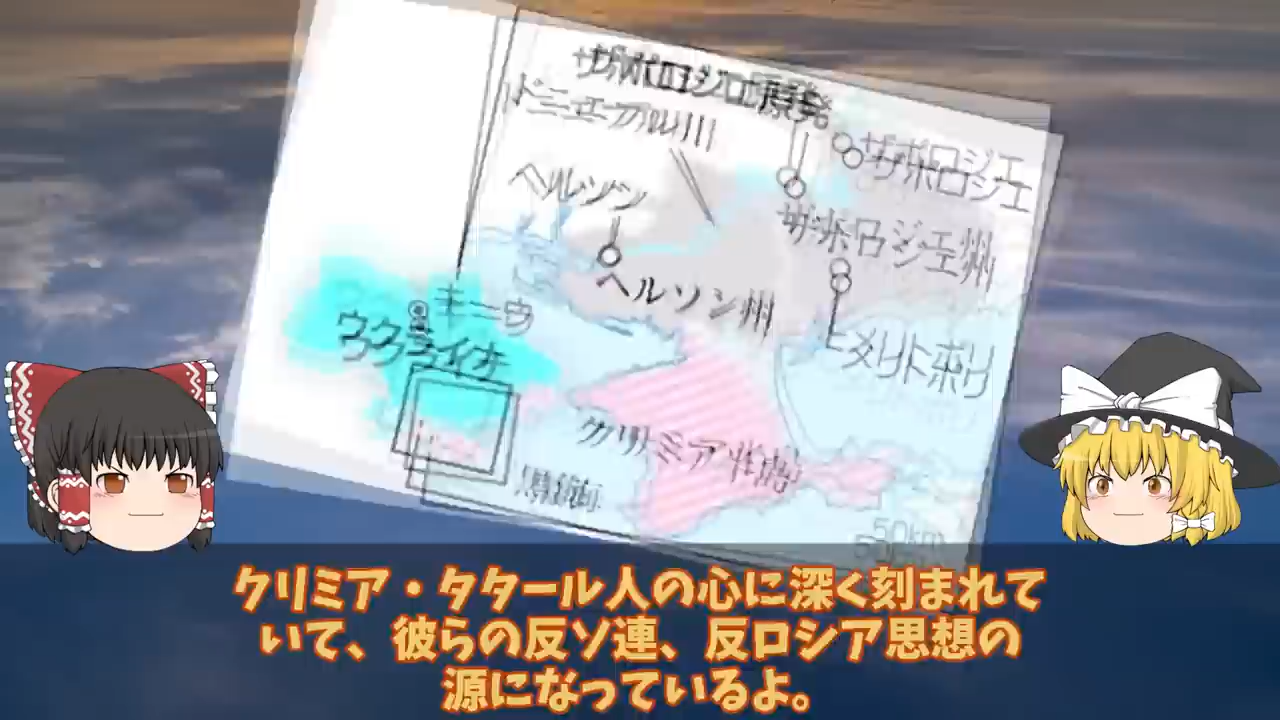 ザポロジエ原発
ドニエプル川
ザポロジエ
ヘルソン
ザポロジエ州
ヘルソン州
キーウ
ウクライナ
メリトポリ
クリミア半島
黒海
50km
クリミア・タタール人の心に深く刻まれて
いて、彼らの反ソ連、反ロシア思想の
源になっているよ。